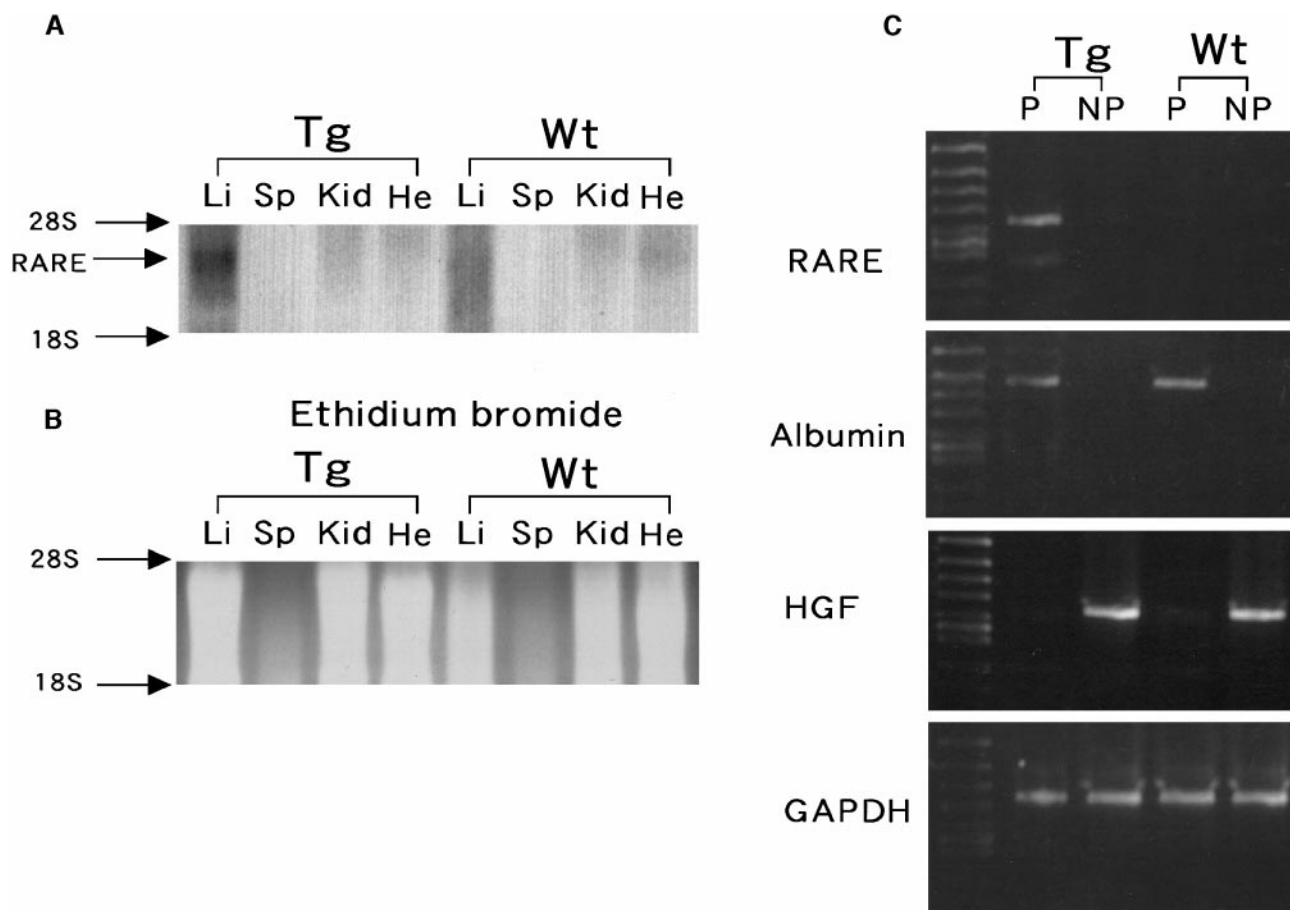 A
Tg Wt
Li Sp Kid He Li Sp Kid He
28S
RARE
18S
B
Ethidium bromide
Tg Wt
Li Sp Kid He Li Sp Kid He
28S
18S
C
Tg Wt
P NP P NP
RARE
Albumin
HGF
GAPDH